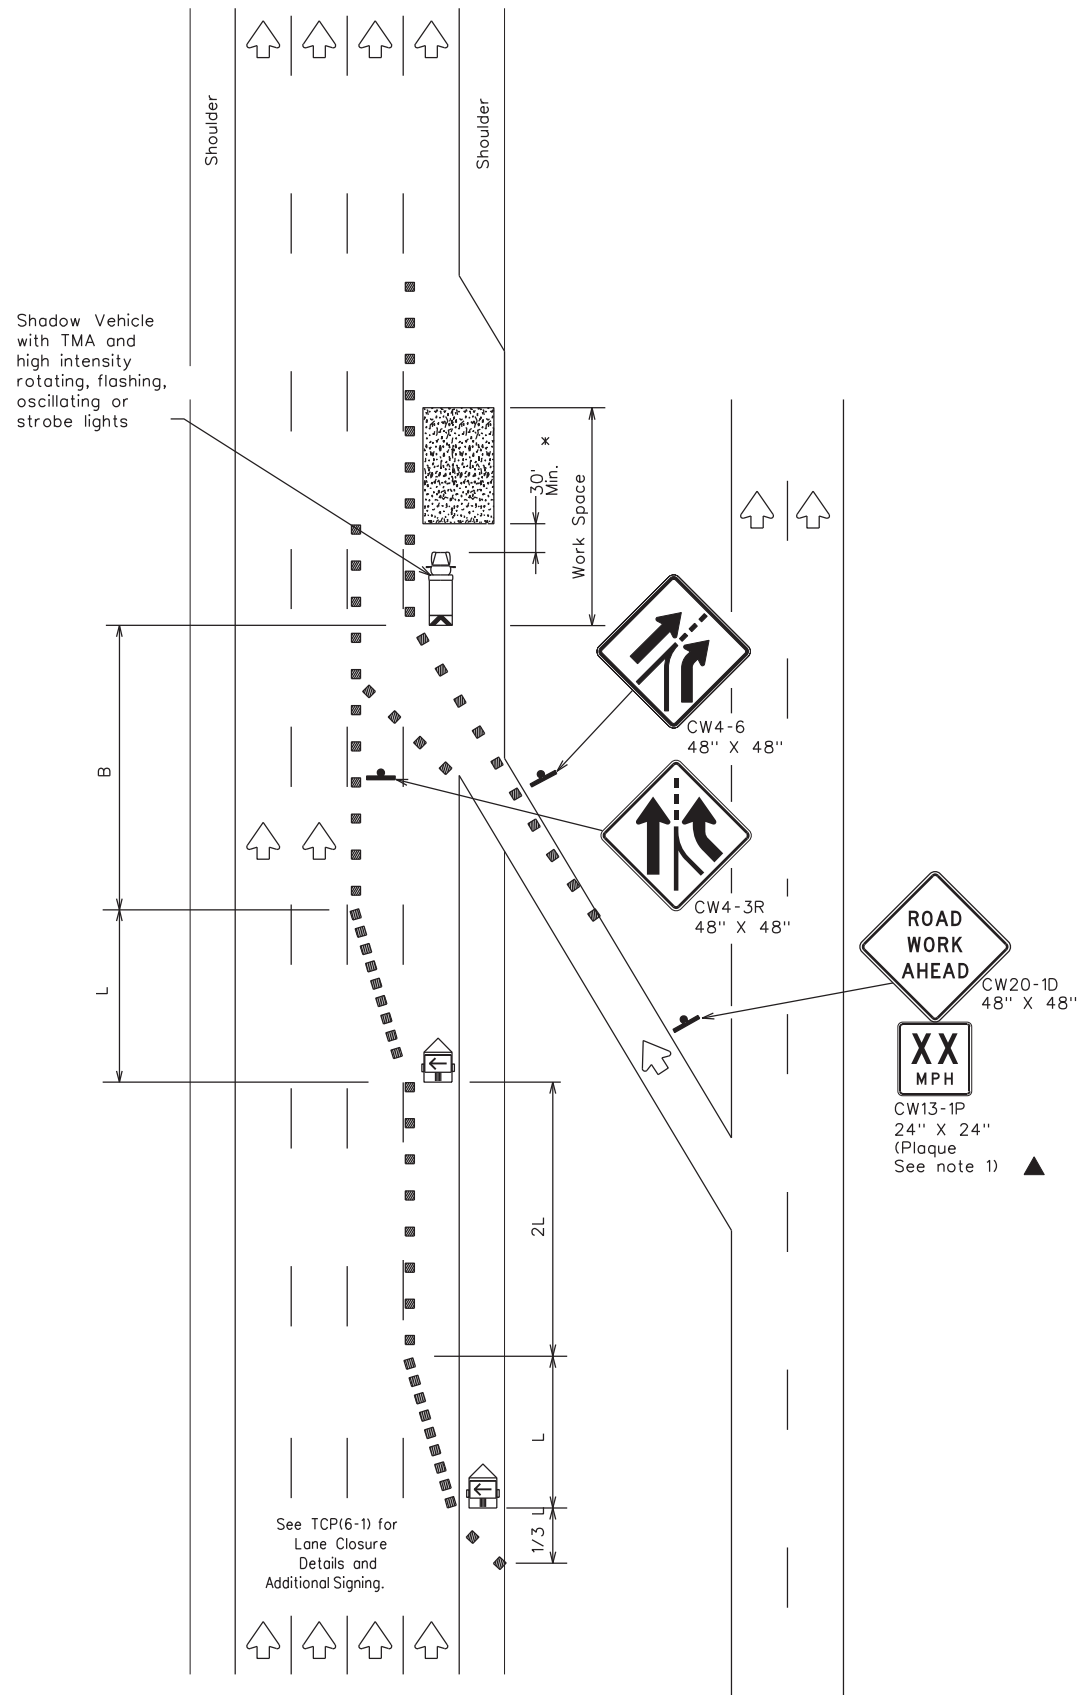 Shoulder
Shoulder
Shadow Vehicle
with TMA and
high intensity
rotating, flashing,
oscillating or
strobe lights
*
30'
Min.
Work Space
CW4-6
48" X 48"
B
CW4-3R
48" X 48"
ROAD
WORK
AHEAD
CW20-1D
48" X 48"
L
XX
MPH
CW13-1P
24" X 24"
(Plaque
See note 1)
2L
L
1/3 L
See TCP(6-1) for
Lane Closure
Details and
Additional Signing.